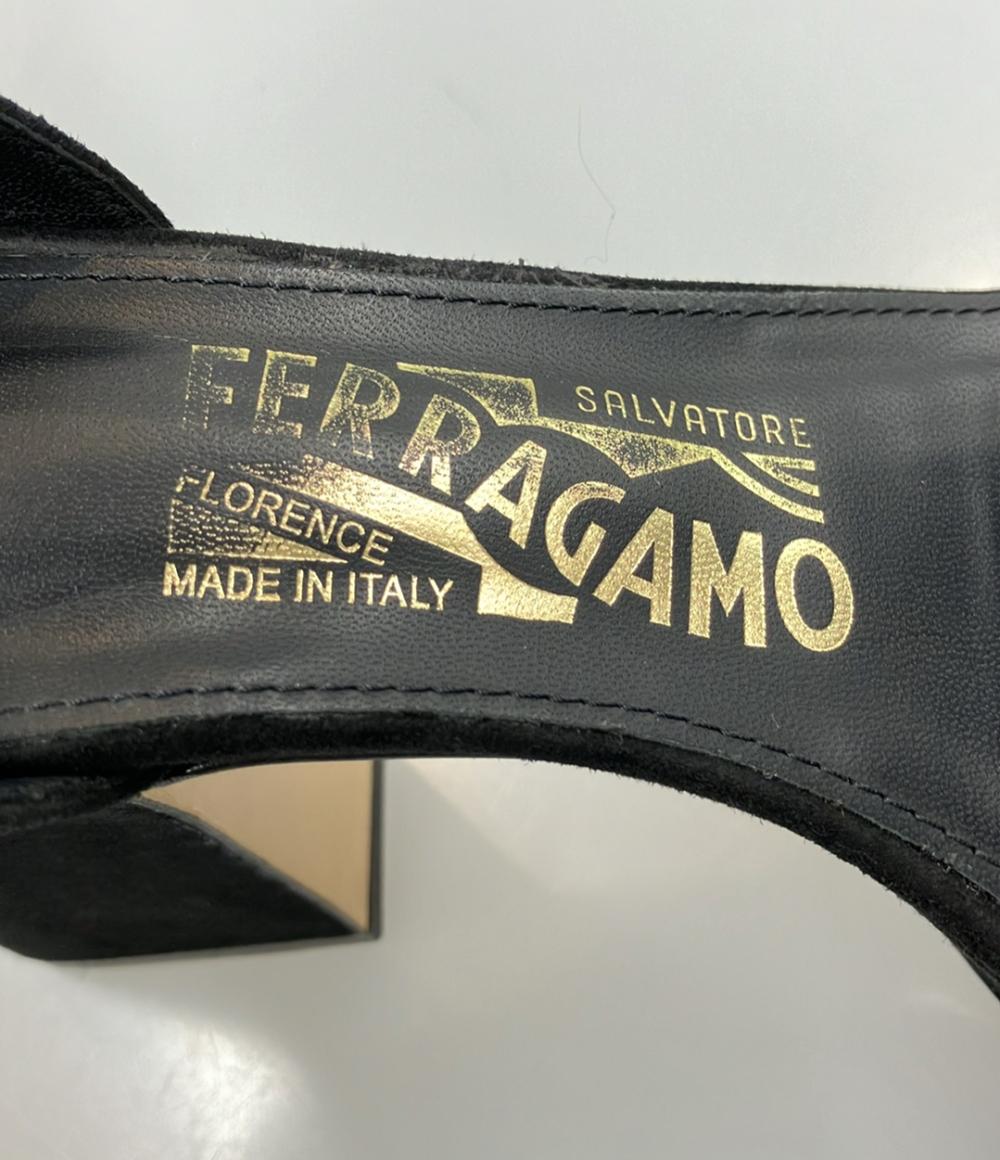 SALVATORE
FERRAGAMO
FLORENCE
MADE IN ITALY